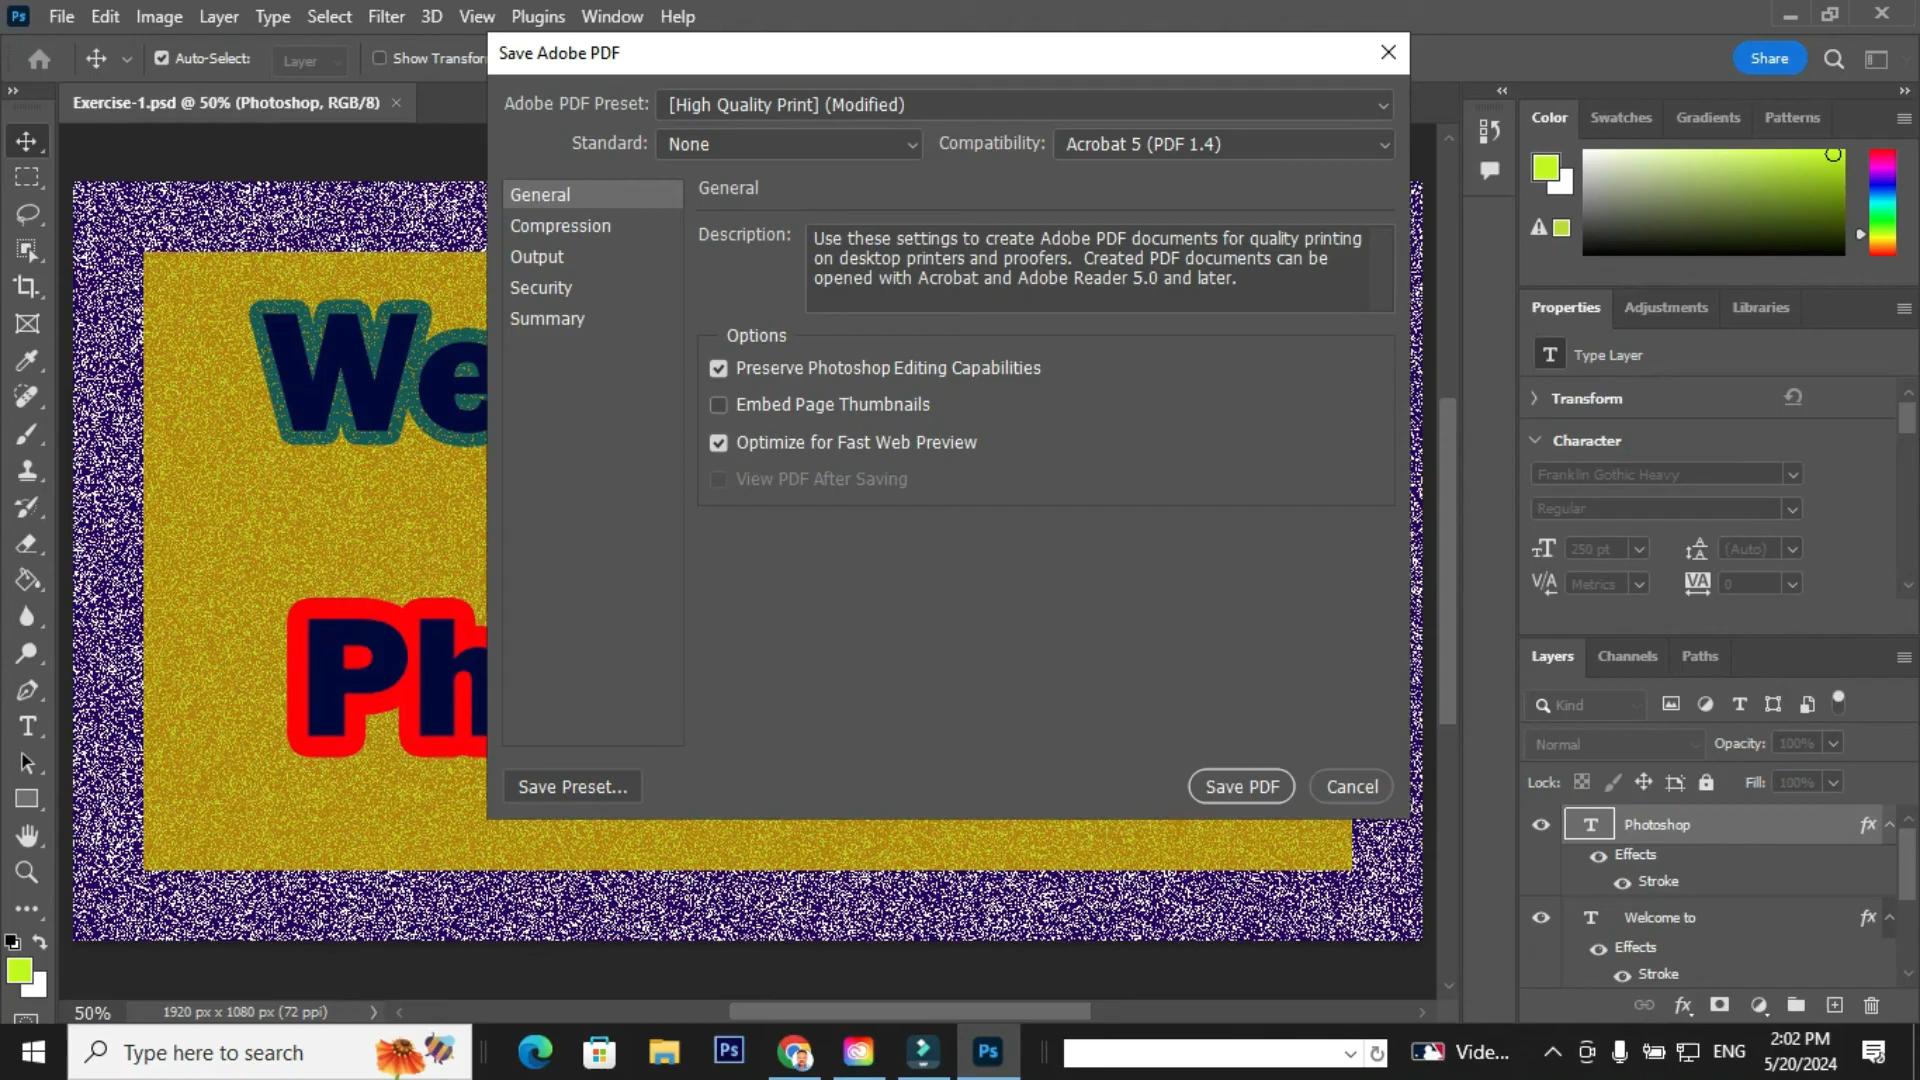 Ps File Edit Image Layer Type Select Filter 3D View Plugins Window Help
Auto-Select: Layer Show Transfor
Share
Exercise-1.psd @ 50% (Photoshop, RGB/8)
We
Ph
50% 1920 px x 1080 px (72 ppi)
Save Adobe PDF
Adobe PDF Preset: [High Quality Print] (Modified)
Standard: None Compatibility: Acrobat 5 (PDF 1.4)
General
Compression
Output
Security
Summary
General
Description: Use these settings to create Adobe PDF documents for quality printing
on desktop printers and proofers. Created PDF documents can be
opened with Acrobat and Adobe Reader 5.0 and later.
Options
Preserve Photoshop Editing Capabilities
Embed Page Thumbnails
Optimize for Fast Web Preview
View PDF After Saving
Save Preset... Save PDF Cancel
Color Swatches Gradients Patterns
Properties Adjustments Libraries
T Type Layer
Transform
Character
Franklin Gothic Heavy
Regular
250 pt (Auto)
Metrics 0
Layers Channels Paths
Kind
Normal Opacity: 100%
Lock: Fill: 100%
T Photoshop fx
Effects
Stroke
T Welcome to fx
Effects
Stroke
fx
Type here to search
Ps
Ps
Vide...
ENG
2:02 PM
5/20/2024